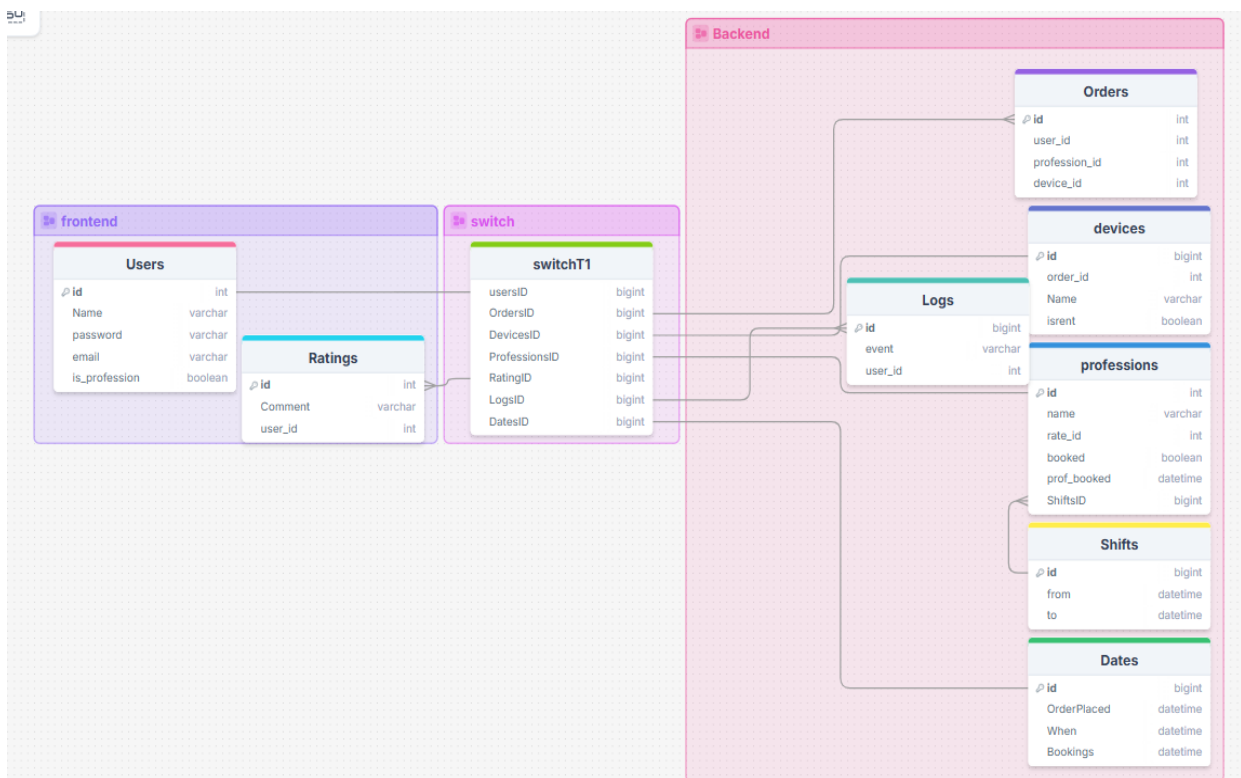 Backend
Orders
id int
user_id int
profession_id int
device_id int
frontend
switch
Users
id int
Name varchar
password varchar
email varchar
is_profession boolean
Ratings
id int
Comment varchar
user_id int
switchT1
usersID bigint
OrdersID bigint
DevicesID bigint
ProfessionsID bigint
RatingID bigint
LogsID bigint
DatesID bigint
devices
id bigint
order_id int
Name varchar
isrent boolean
Logs
id bigint
event varchar
user_id int
professions
id int
name varchar
rate_id int
booked boolean
prof_booked datetime
ShiftsID bigint
Shifts
id bigint
from datetime
to datetime
Dates
id bigint
OrderPlaced datetime
When datetime
Bookings datetime